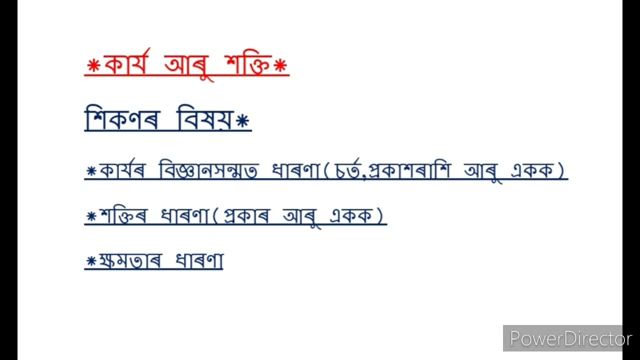 *কাৰ্য আৰু শক্তি*
শিকণৰ বিষয়*
*কাৰ্যৰ বিজ্ঞানসন্মত ধাৰণা(চৰ্ত,প্ৰকাশৰাশি আৰু একক)
*শক্তিৰ ধাৰণা(প্ৰকাৰ আৰু একক)
*ক্ষমতাৰ ধাৰণা
PowerDirector